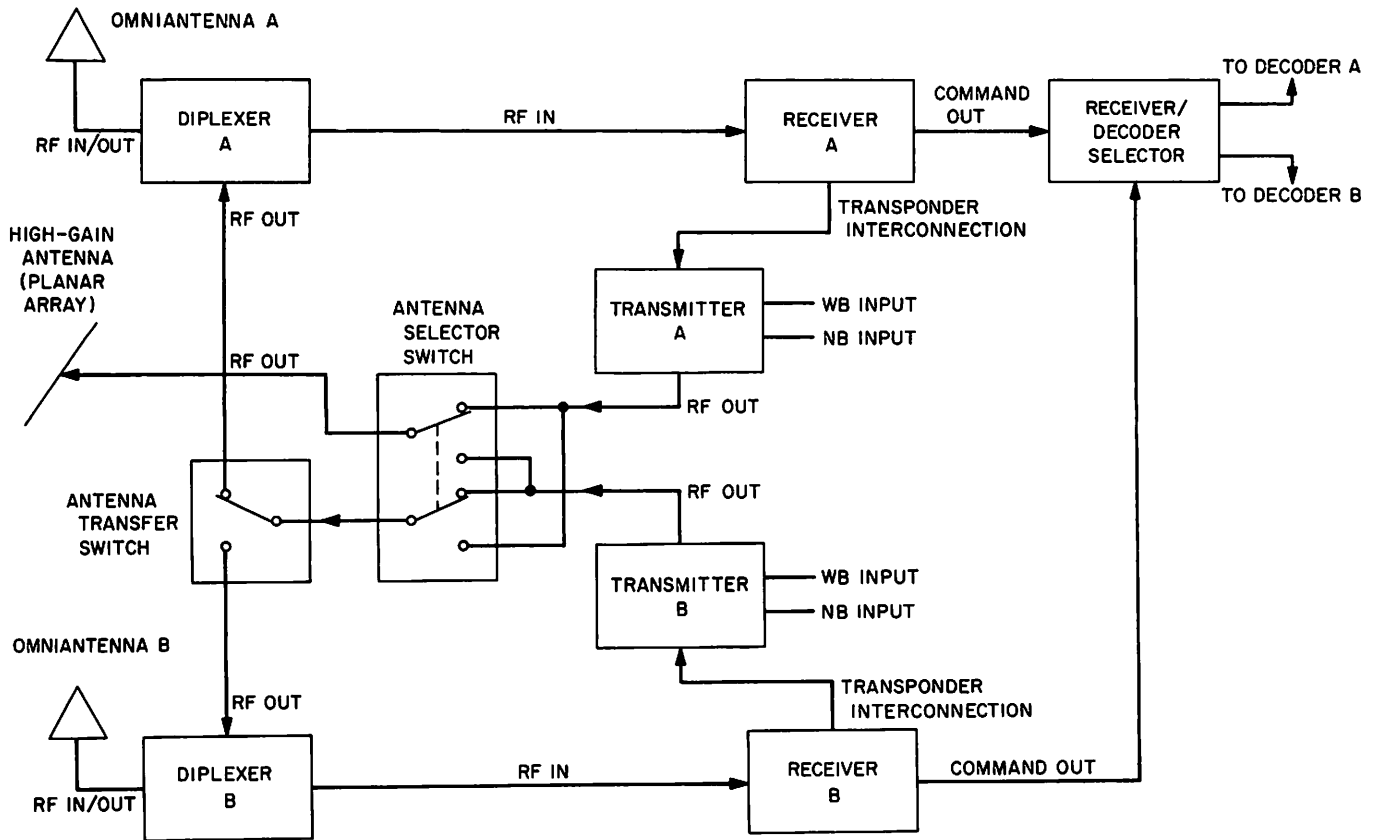 OMNIANTENNA A
DIPLEXER
A
RF IN/OUT
RF IN
RECEIVER
A
COMMAND
OUT
RECEIVER/
DECODER
SELECTOR
TO DECODER A
TO DECODER B
RF OUT
TRANSPONDER
INTERCONNECTION
HIGH-GAIN
ANTENNA
(PLANAR
ARRAY)
RF OUT
ANTENNA
SELECTOR
SWITCH
TRANSMITTER
A
WB INPUT
NB INPUT
RF OUT
ANTENNA
TRANSFER
SWITCH
RF OUT
TRANSMITTER
B
WB INPUT
NB INPUT
OMNIANTENNA B
RF OUT
TRANSPONDER
INTERCONNECTION
RF IN/OUT
DIPLEXER
B
RF IN
RECEIVER
B
COMMAND OUT